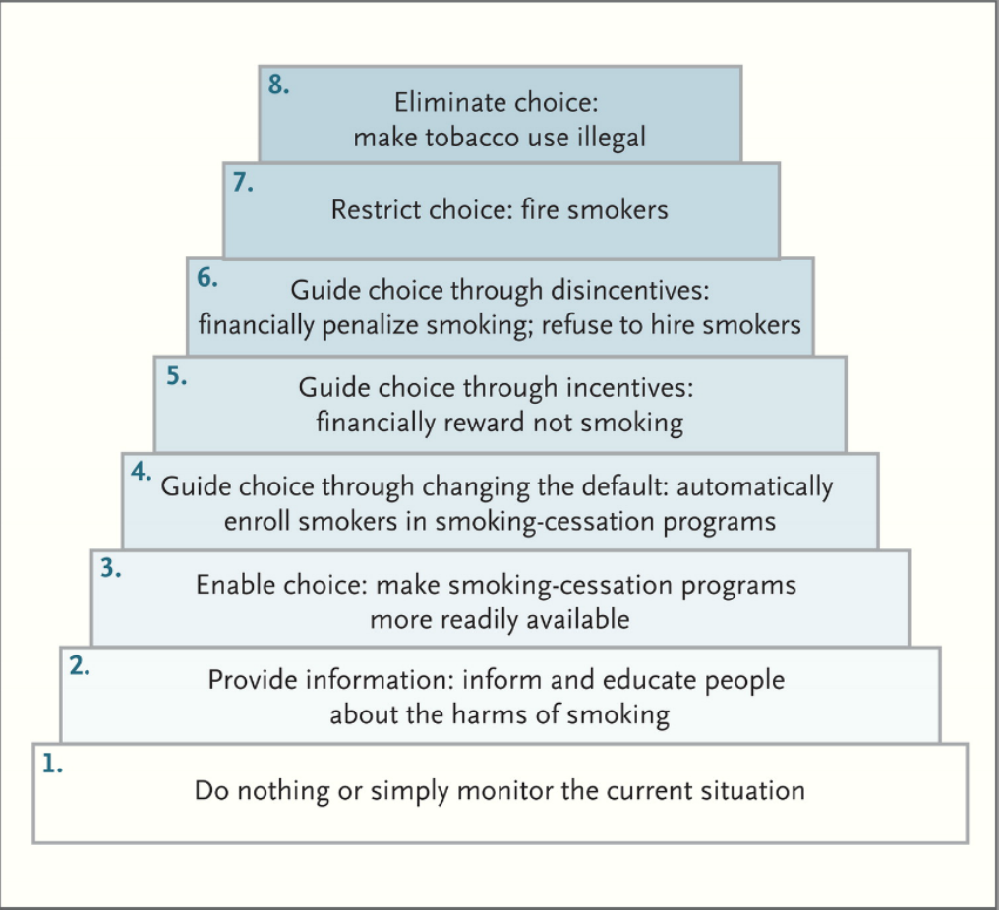 8.
Eliminate choice:
make tobacco use illegal
7.
Restrict choice: fire smokers
6.
Guide choice through disincentives:
financially penalize smoking; refuse to hire smokers
5.
Guide choice through incentives:
financially reward not smoking
4.
Guide choice through changing the default: automatically
enroll smokers in smoking-cessation programs
3.
Enable choice: make smoking-cessation programs
more readily available
2.
Provide information: inform and educate people
about the harms of smoking
1.
Do nothing or simply monitor the current situation